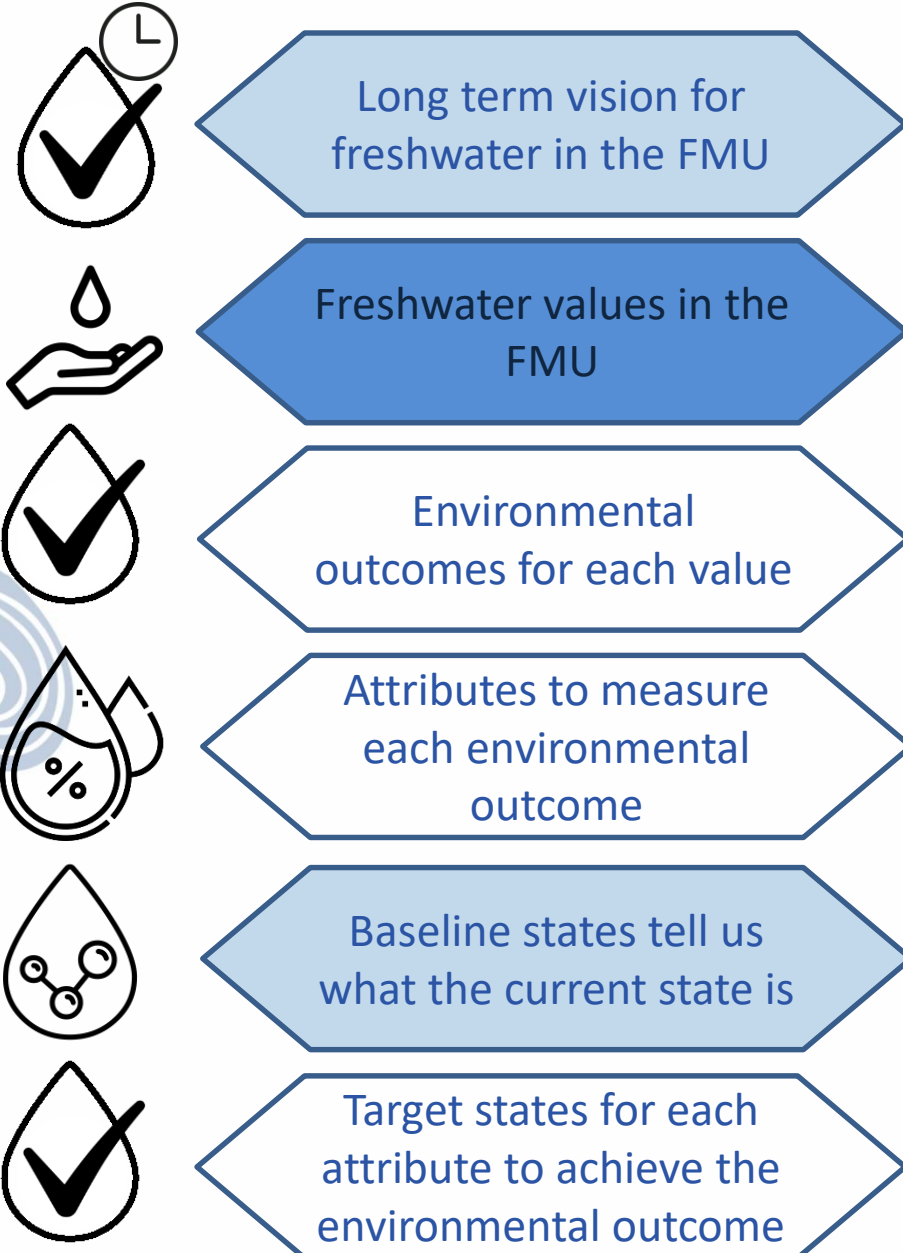 Long term vision for
freshwater in the FMU
Freshwater values in the
FMU
Environmental
outcomes for each value
Attributes to measure
each environmental
outcome
%
Baseline states tell us
what the current state is
Target states for each
attribute to achieve the
environmental outcome